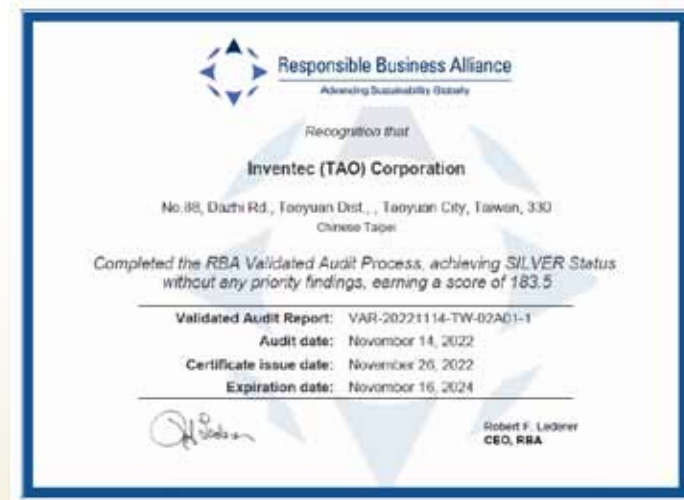 Responsible Business Alliance
Advancing Sustainability Globally
Recognition that
Inventec (TAO) Corporation
No.88, Dazhi Rd., Taoyuan Dist., , Taoyuan City, Taiwan, 330
Chinese Taipei
Completed the RBA Validated Audit Process, achieving SILVER Status
without any priority findings, earning a score of 183.5
Validated Audit Report: VAR-20221114-TW-02A01-1
Audit date: November 14, 2022
Certificate issue date: November 26, 2022
Expiration date: November 16, 2024
Robert F. Lederer
CEO, RBA